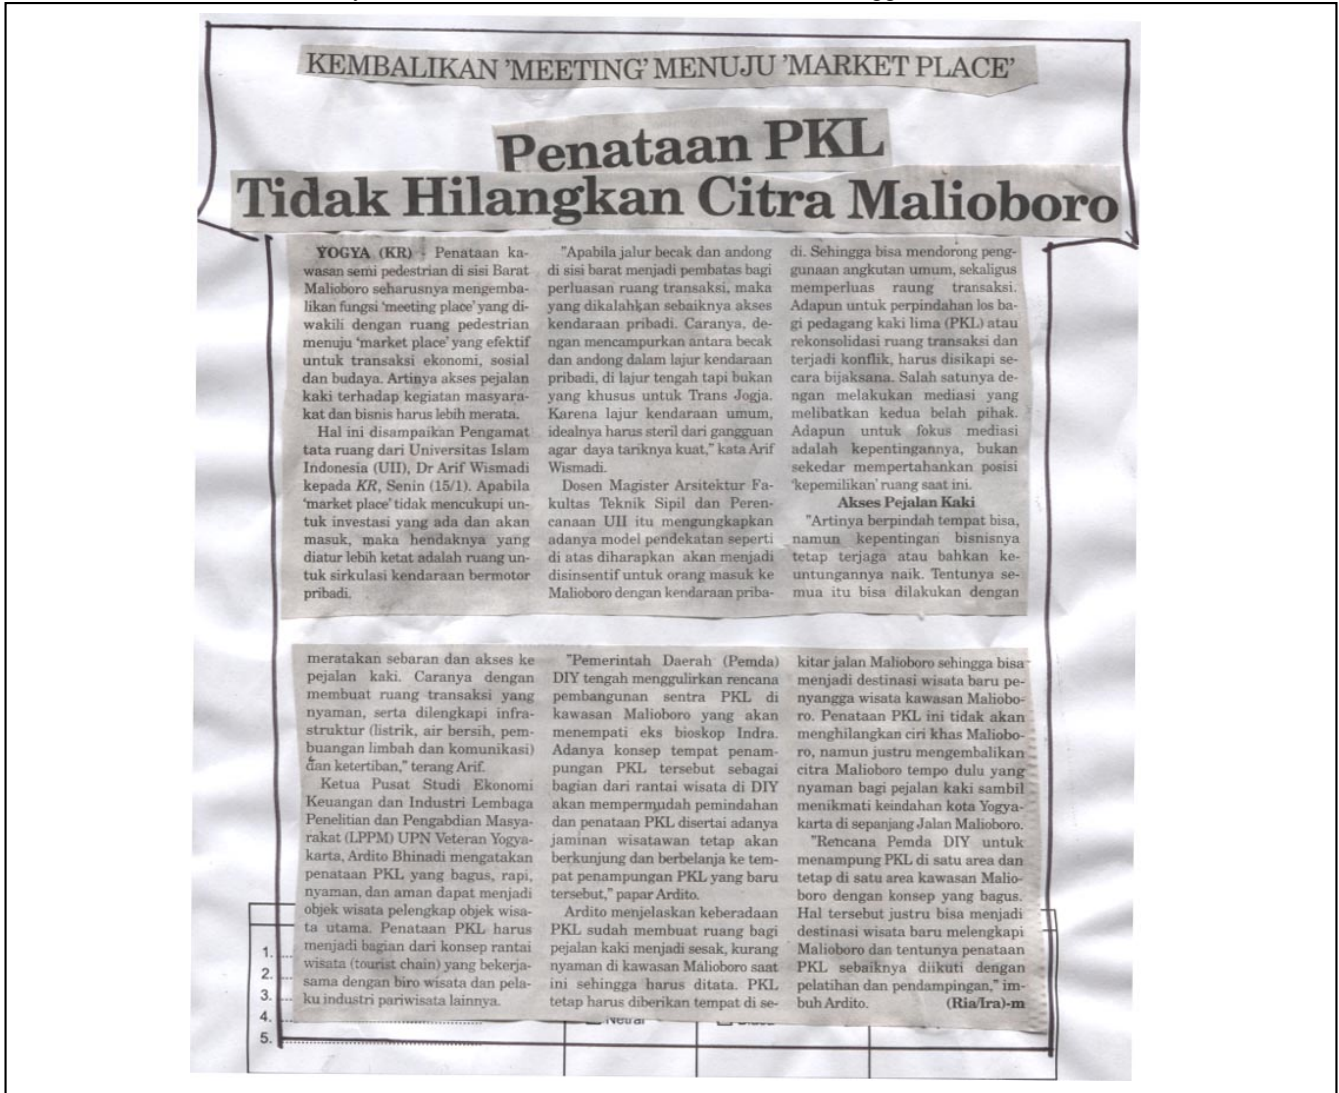 KEMBALIKAN 'MEETING' MENUJU 'MARKET PLACE'
Penataan PKL
Tidak Hilangkan Citra Malioboro
YOGYA (KR) - Penataan ka-
wasan semi pedestrian di sisi Barat
Malioboro seharusnya mengemba-
likan fungsi 'meeting place' yang di-
wakili dengan ruang pedestrian
menuju 'market place' yang efektif
untuk transaksi ekonomi, sosial
dan budaya. Artinya akses pejalan
kaki terhadap kegiatan masyara-
kat dan bisnis harus lebih merata.
Hal ini disampaikan Pengamat
tata ruang dari Universitas Islam
Indonesia (UII), Dr Arif Wismadi
kepada KR, Senin (15/1). Apabila
'market place' tidak mencukupi un-
tuk investasi yang ada dan akan
masuk, maka hendaknya yang
diatur lebih ketat adalah ruang un-
tuk sirkulasi kendaraan bermotor
pribadi.
"Apabila jalur becak dan andong
di sisi barat menjadi pembatas bagi
perluasan ruang transaksi, maka
yang dikalahkan sebaiknya akses
kendaraan pribadi. Caranya, de-
ngan mencampurkan antara becak
dan andong dalam lajur kendaraan
pribadi, di lajur tengah tapi bukan
yang khusus untuk Trans Jogja.
Karena lajur kendaraan umum,
idealnya harus steril dari gangguan
agar daya tariknya kuat," kata Arif
Wismadi.
Dosen Magister Arsitektur Fa-
kultas Teknik Sipil dan Peren-
canaan UII itu mengungkapkan
adanya model pendekatan seperti
di atas diharapkan akan menjadi
disinsentif untuk orang masuk ke
Malioboro dengan kendaraan priba-
di. Sehingga bisa mendorong peng-
gunaan angkutan umum, sekaligus
memperluas raung transaksi.
Adapun untuk perpindahan los ba-
gi pedagang kaki lima (PKL) atau
rekonsolidasi ruang transaksi dan
terjadi konflik, harus disikapi se-
cara bijaksana. Salah satunya de-
ngan melakukan mediasi yang
melibatkan kedua belah pihak.
Adapun untuk fokus mediasi
adalah kepentingannya, bukan
sekedar mempertahankan posisi
'kepemilikan' ruang saat ini.
Akses Pejalan Kaki
"Artinya berpindah tempat bisa,
namun kepentingan bisnisnya
tetap terjaga atau bahkan ke-
untungannya naik. Tentunya se-
mua itu bisa dilakukan dengan
meratakan sebaran dan akses ke
pejalan kaki. Caranya dengan
membuat ruang transaksi yang
nyaman, serta dilengkapi infra-
struktur (listrik, air bersih, pem-
buangan limbah dan komunikasi)
dan ketertiban," terang Arif.
Ketua Pusat Studi Ekonomi
Keuangan dan Industri Lembaga
Penelitian dan Pengabdian Masya-
rakat (LPPM) UPN Veteran Yogya-
karta, Ardito Bhinadi mengatakan
penataan PKL yang bagus, rapi,
nyaman, dan aman dapat menjadi
objek wisata pelengkap objek wisa-
ta utama. Penataan PKL harus
menjadi bagian dari konsep rantai
wisata (tourist chain) yang bekerja-
sama dengan biro wisata dan pela-
ku industri pariwisata lainnya.
"Pemerintah Daerah (Pemda)
DIY tengah menggulirkan rencana
pembangunan sentra PKL di
kawasan Malioboro yang akan
menempati eks bioskop Indra.
Adanya konsep tempat penam-
pungan PKL tersebut sebagai
bagian dari rantai wisata di DIY
akan mempermudah pemindahan
dan penataan PKL disertai adanya
jaminan wisatawan tetap akan
berkunjung dan berbelanja ke tem-
pat penampungan PKL yang baru
tersebut," papar Ardito.
Ardito menjelaskan keberadaan
PKL sudah membuat ruang bagi
pejalan kaki menjadi sesak, kurang
nyaman di kawasan Malioboro saat
ini sehingga harus ditata. PKL
tetap harus diberikan tempat di se-
kitar jalan Malioboro sehingga bisa
menjadi destinasi wisata baru pe-
nyangga wisata kawasan Maliobo-
ro. Penataan PKL ini tidak akan
menghilangkan ciri khas Maliobo-
ro, namun justru mengembalikan
citra Malioboro tempo dulu yang
nyaman bagi pejalan kaki sambil
menikmati keindahan kota Yogya-
karta di sepanjang Jalan Malioboro.
"Rencana Pemda DIY untuk
menampung PKL di satu area dan
tetap di satu area kawasan Malio-
boro dengan konsep yang bagus.
Hal tersebut justru bisa menjadi
destinasi wisata baru melengkapi
Malioboro dan tentunya penataan
PKL sebaiknya diikuti dengan
pelatihan dan pendampingan," im-
buh Ardito. (Ria/Ira)-m
1.
2.
3.
4.
5.